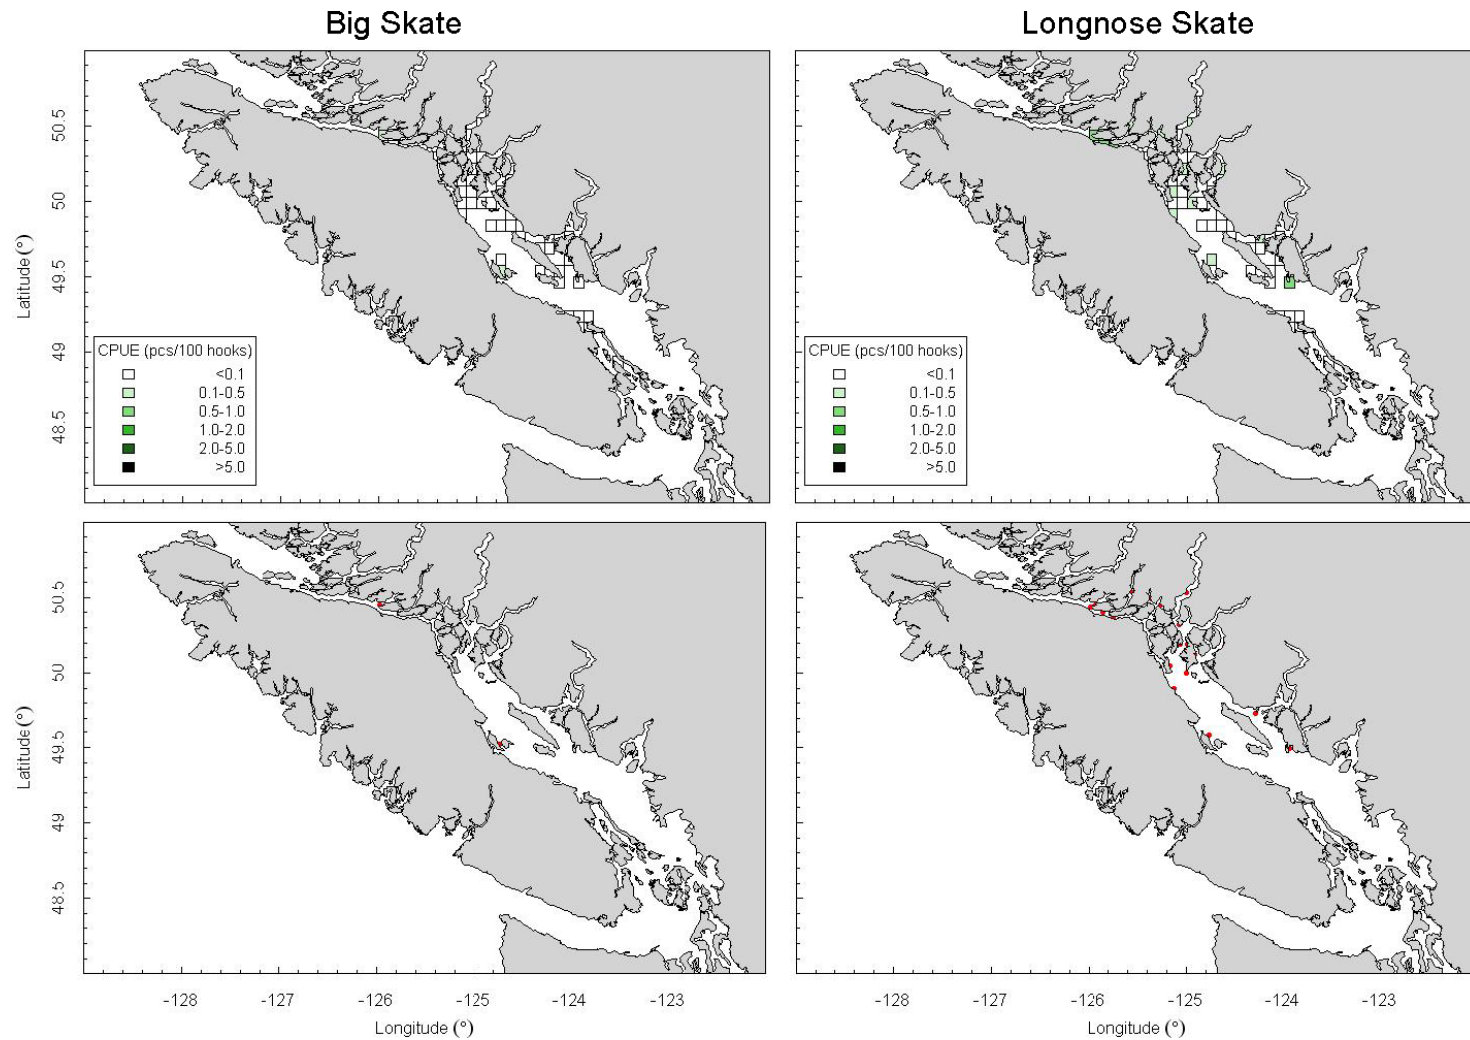 Big Skate
Longnose Skate
50.5
50
49.5
49
48.5
Latitude (°)
CPUE (pcs/100 hooks)
<0.1
0.1-0.5
0.5-1.0
1.0-2.0
2.0-5.0
>5.0
CPUE (pcs/100 hooks)
<0.1
0.1-0.5
0.5-1.0
1.0-2.0
2.0-5.0
>5.0
50.5
50
49.5
49
48.5
Latitude (°)
-128 -127 -126 -125 -124 -123
Longitude (°)
-128 -127 -126 -125 -124 -123
Longitude (°)